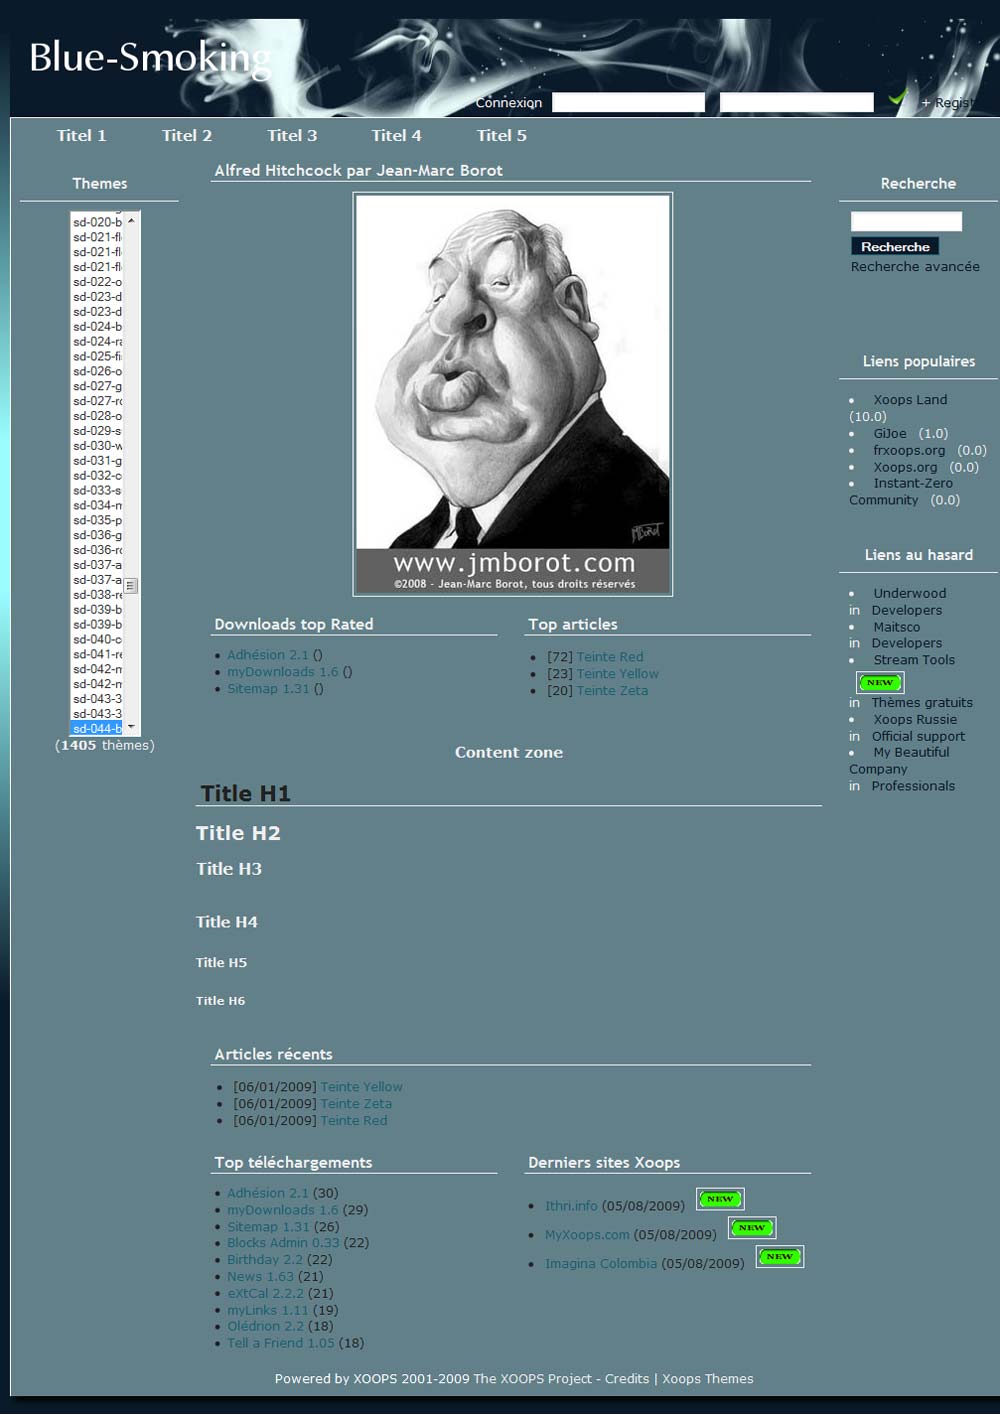 Blue-Smoking
Connexion
+ Regist
Titel 1 Titel 2 Titel 3 Titel 4 Titel 5
Themes
sd-020-b
sd-021-fl
sd-021-fl
sd-021-fl
sd-022-o
sd-023-d
sd-023-d
sd-024-b
sd-024-ra
sd-025-fi
sd-026-o
sd-027-g
sd-027-ro
sd-028-o
sd-029-s
sd-030-w
sd-031-g
sd-032-c
sd-033-s
sd-034-m
sd-035-p
sd-036-g
sd-036-ro
sd-037-a
sd-037-a
sd-038-re
sd-039-b
sd-039-b
sd-040-c
sd-041-re
sd-042-m
sd-042-m
sd-043-3
sd-043-3
sd-044-b
(1405 thèmes)
Alfred Hitchcock par Jean-Marc Borot
JMBorot
www.jmborot.com
©2008 - Jean-Marc Borot, tous droits réservés
Downloads top Rated
• Adhésion 2.1 ()
• myDownloads 1.6 ()
• Sitemap 1.31 ()
Top articles
• [72] Teinte Red
• [23] Teinte Yellow
• [20] Teinte Zeta
Content zone
Title H1
Title H2
Title H3
Title H4
Title H5
Title H6
Articles récents
• [06/01/2009] Teinte Yellow
• [06/01/2009] Teinte Zeta
• [06/01/2009] Teinte Red
Top téléchargements
• Adhésion 2.1 (30)
• myDownloads 1.6 (29)
• Sitemap 1.31 (26)
• Blocks Admin 0.33 (22)
• Birthday 2.2 (22)
• News 1.63 (21)
• eXtCal 2.2.2 (21)
• myLinks 1.11 (19)
• Olédrion 2.2 (18)
• Tell a Friend 1.05 (18)
Derniers sites Xoops
• Ithri.info (05/08/2009) NEW
• MyXoops.com (05/08/2009) NEW
• Imagina Colombia (05/08/2009) NEW
Recherche
Recherche
Recherche avancée
Liens populaires
• Xoops Land
(10.0)
• GiJoe (1.0)
• frxoops.org (0.0)
• Xoops.org (0.0)
• Instant-Zero
Community (0.0)
Liens au hasard
• Underwood
in Developers
• Maitsco
in Developers
• Stream Tools
NEW
in Thèmes gratuits
• Xoops Russie
in Official support
• My Beautiful
Company
in Professionals
Powered by XOOPS 2001-2009 The XOOPS Project - Credits | Xoops Themes